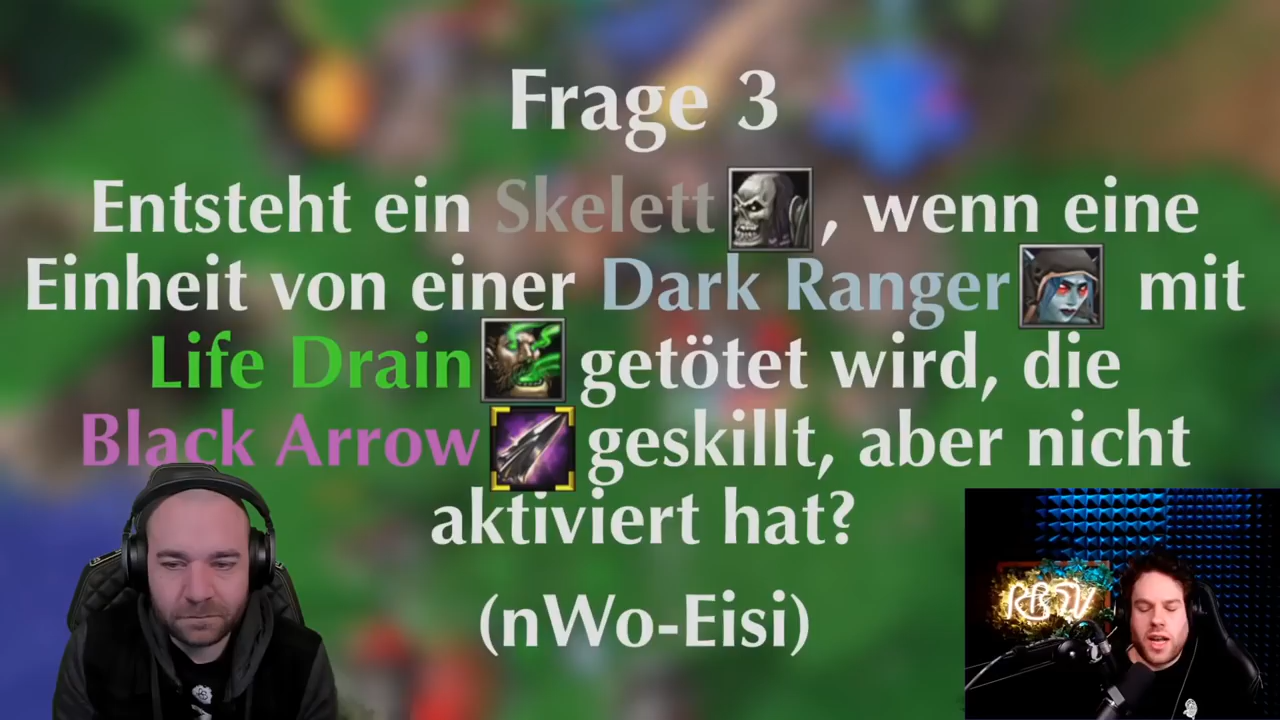 Frage 3
Entsteht ein Skelett , wenn eine
Einheit von einer Dark Ranger mit
Life Drain getötet wird, die
Black Arrow geskillt, aber nicht
aktiviert hat?
(nWo-Eisi)